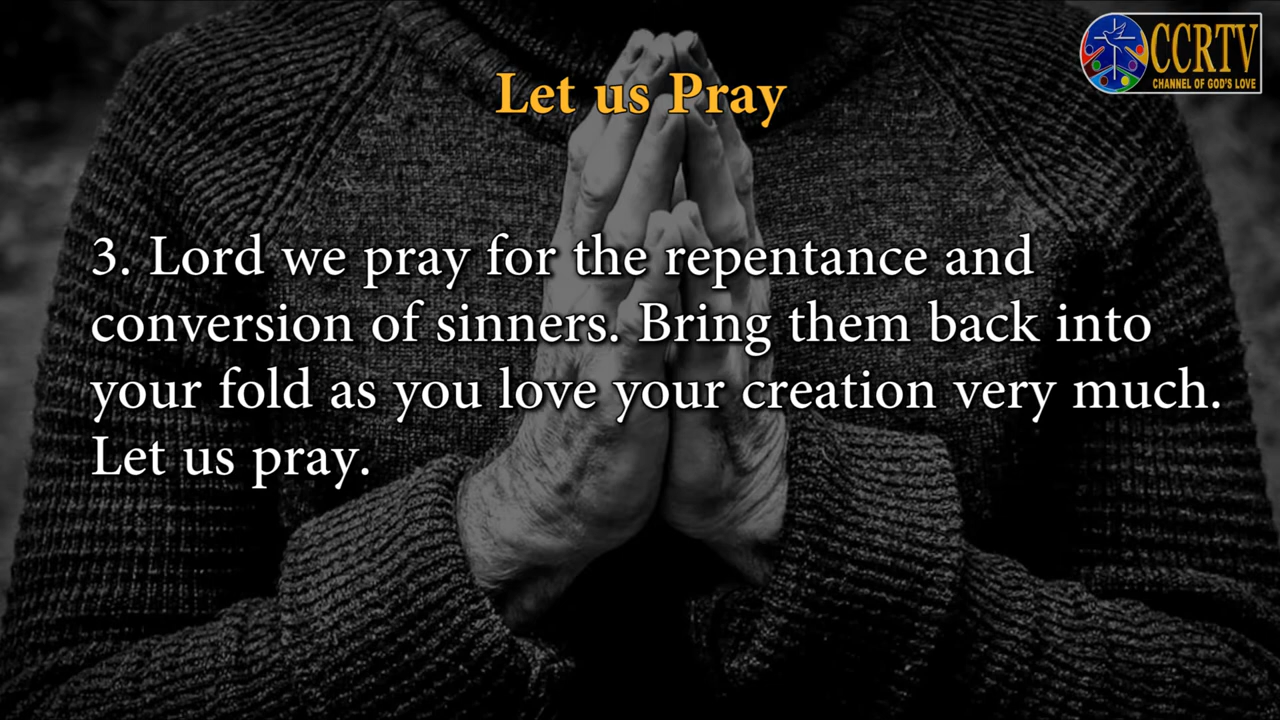 CCRTV
CHANNEL OF GOD'S LOVE
Let us Pray
3. Lord we pray for the repentance and
conversion of sinners. Bring them back into
your fold as you love your creation very much.
Let us pray.